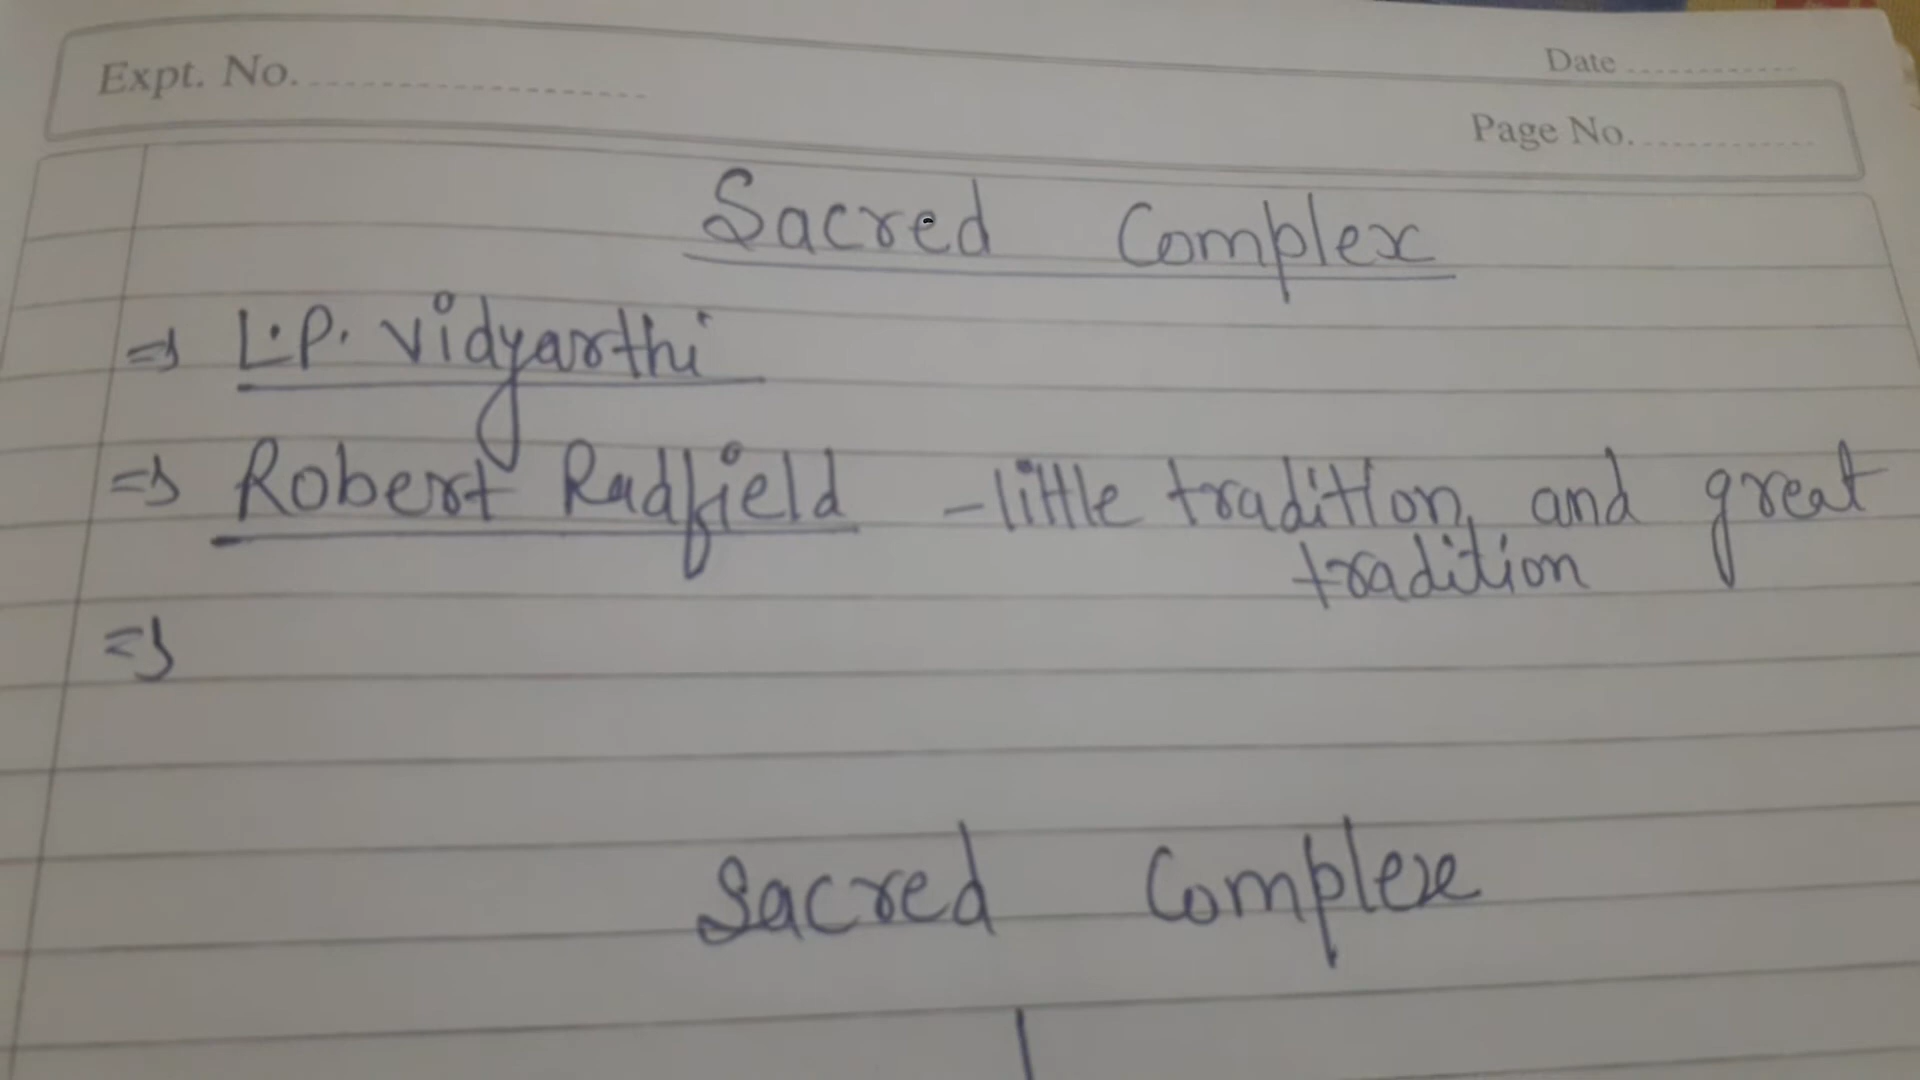 Expt. No.
Date
Page No.
Sacred Complex
⇒ L.P. Vidyarthi
⇒ Robert Radfield - little tradition and great
tradition
⇒
Sacred Complex